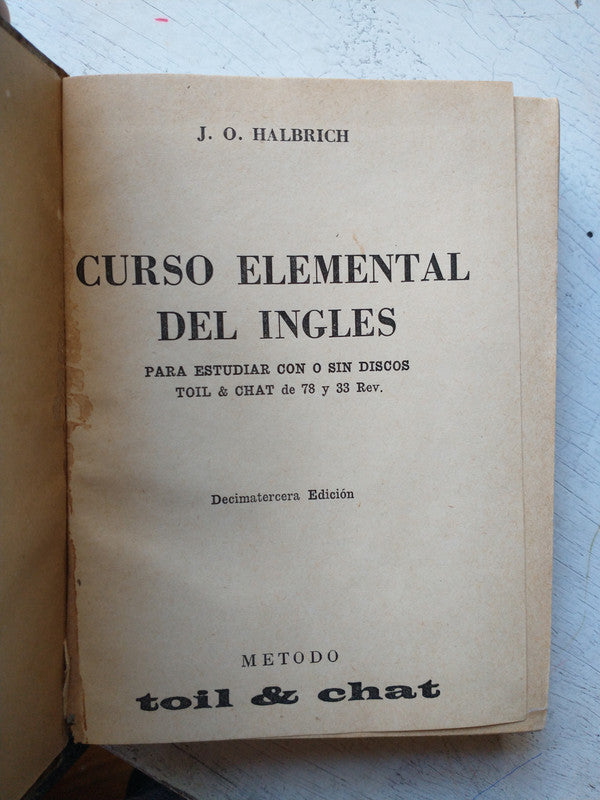 J. O. HALBRICH
CURSO ELEMENTAL
DEL INGLES
PARA ESTUDIAR CON O SIN DISCOS
TOIL & CHAT de 78 y 33 Rev.
Decimatercera Edición
METODO
toil & chat